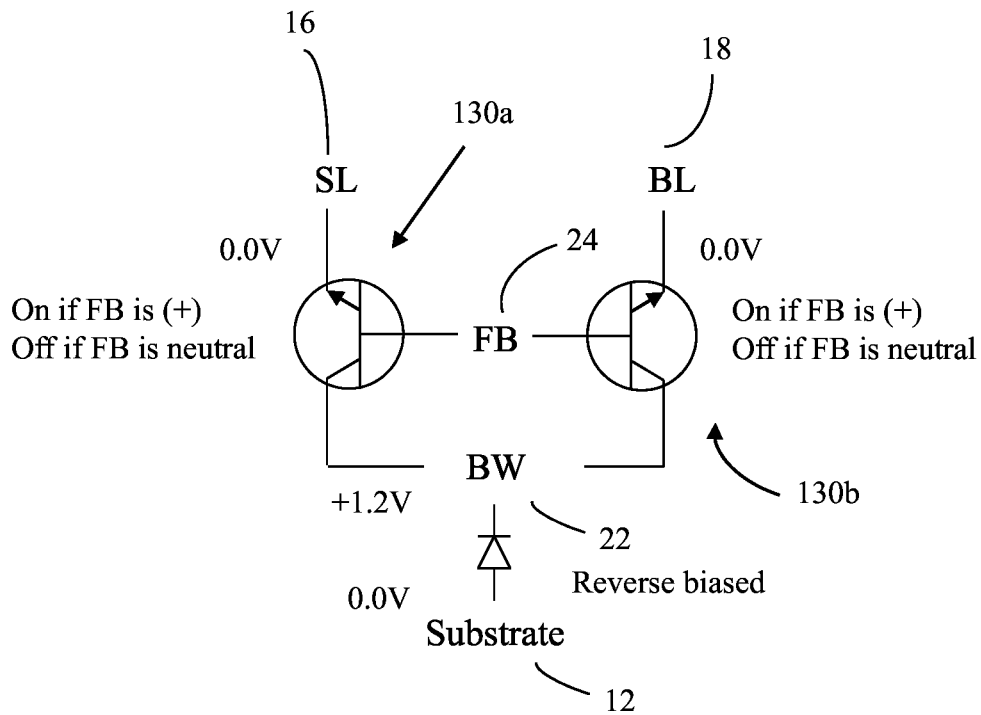 16
18
130a
SL
BL
0.0V
24
0.0V
On if FB is (+)
Off if FB is neutral
FB
On if FB is (+)
Off if FB is neutral
BW
+1.2V
130b
22
Reverse biased
0.0V
Substrate
12